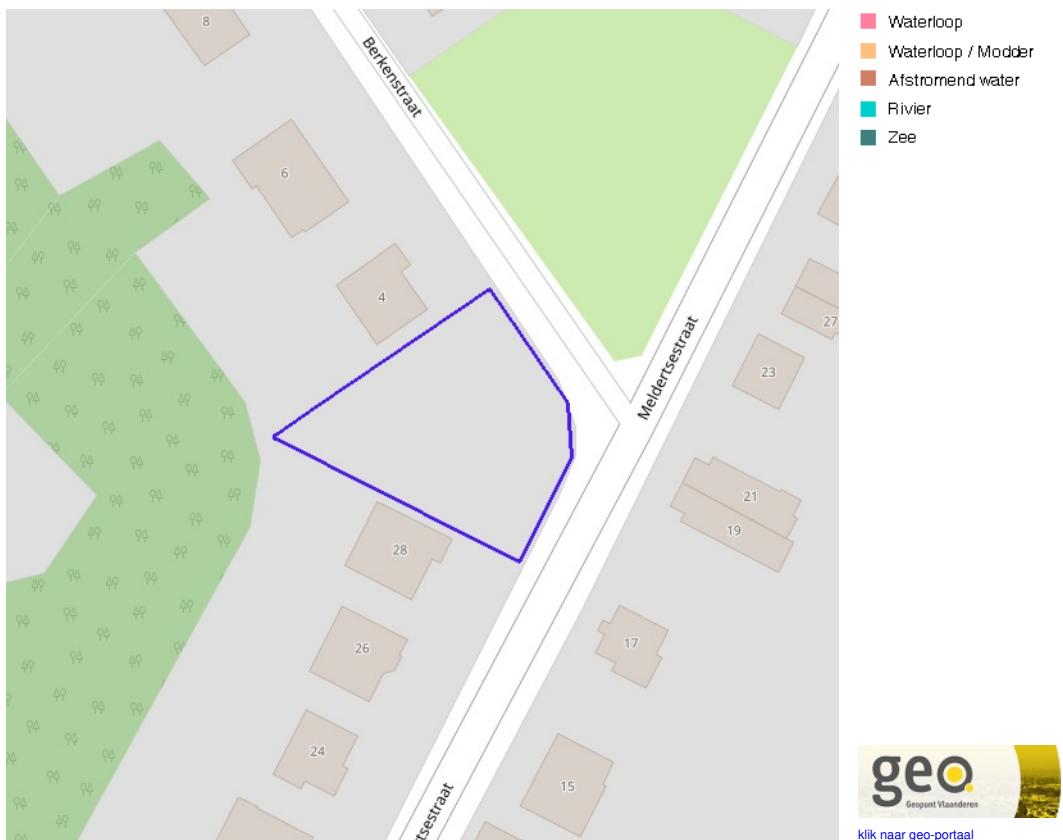 8
Berkenstraat
6
4
Meldertsestraat
27
23
21
19
28
17
26
24
15
tsestraat
Waterloop
Waterloop / Modder
Afstromend water
Rivier
Zee
geo.
Geopunt Vlaanderen
klik naar geo-portaal